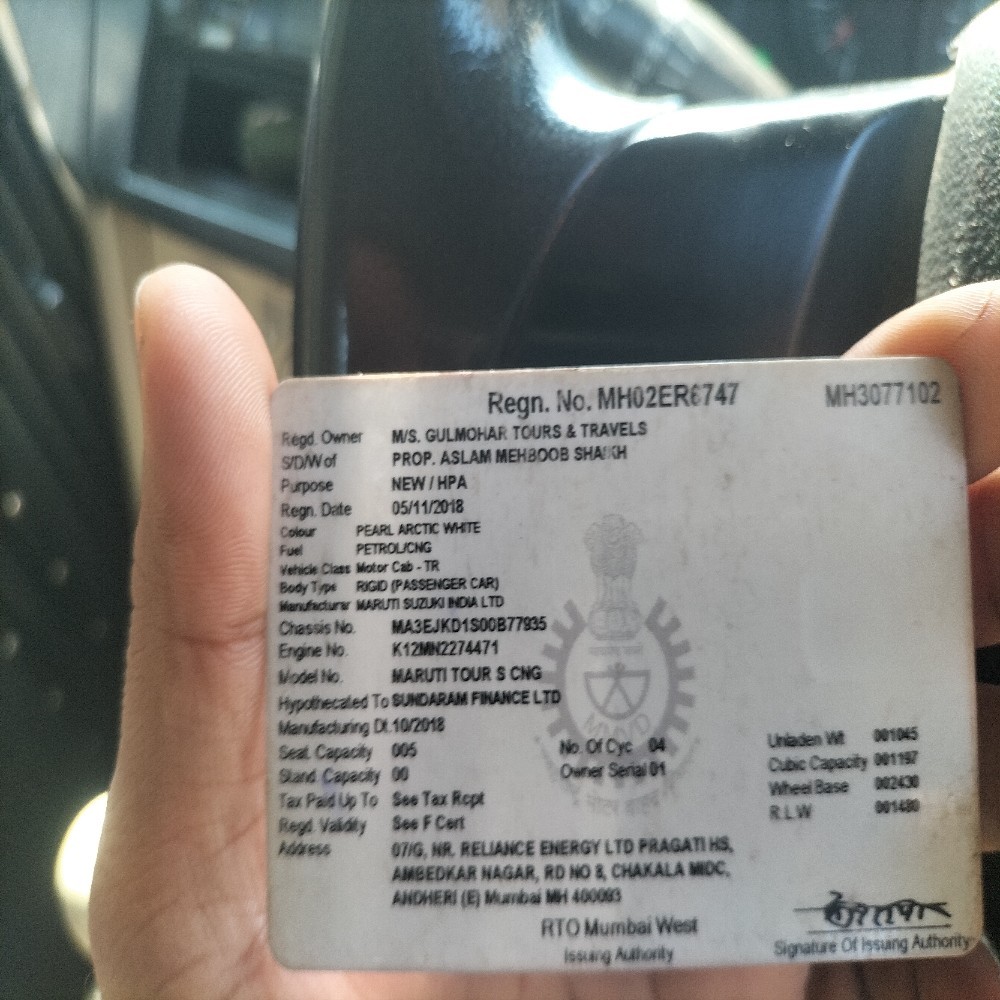 Regn. No. MH02ER6747 MH3077102
Regd. Owner M/S. GULMOHAR TOURS & TRAVELS
S/D/W of PROP. ASLAM MEHBOOB SHAIKH
Purpose NEW / HPA
Regn. Date 05/11/2018
Colour PEARL ARCTIC WHITE
Fuel PETROL/CNG
Vehicle Class Motor Cab - TR
Body Type RIGID (PASSENGER CAR)
Manufacturar MARUTI SUZUKI INDIA LTD
Chassis No. MA3EJKD1S00B77935
Engine No. K12MN2274471
Model No. MARUTI TOUR S CNG
Hypothecated To SUNDARAM FINANCE LTD
Manufacturing Dt. 10/2018
Seat. Capacity 005 No. Of Cyc 04 Unladen Wt 001045
Stand. Capacity 00 Owner Serial 01 Cubic Capacity 001197
Tax Paid Up To See Tax Rcpt Wheel Base 002430
Regd. Validity See F Cert R.L.W 001480
Address 07/G, NR. RELIANCE ENERGY LTD PRAGATI HS,
AMBEDKAR NAGAR, RD NO 8, CHAKALA MIDC,
ANDHERI (E) Mumbai MH 400093
RTO Mumbai West
Issuing Authority Signature Of Issuing Authority